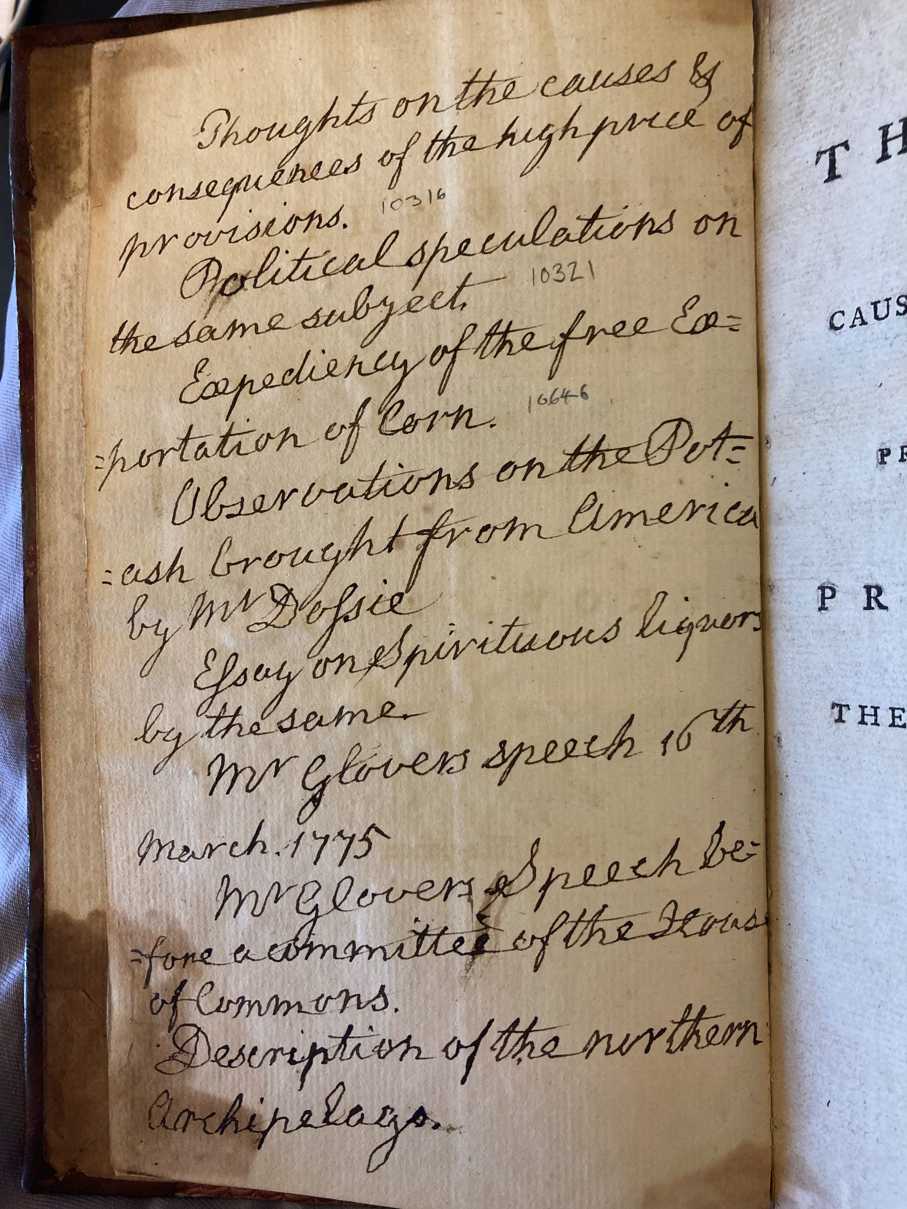 Thoughts on the causes &
consequences of the high price of
provisions. 10316
Political speculations on
the same subject. 10321
Expediency of the free Ex=
=portation of Corn. 10646
Observations on the Pot=
=ash brought from America
by Mr Doſsie
Eſsay on Spirituous liquors
by the same.
Mr Glovers speech 16th
March. 1775
Mr Glovers Speech be=
=fore a committee of the Hous
of Commons.
Description of the northern
Archipelago.
TH
CAUS
PR
PR
THE